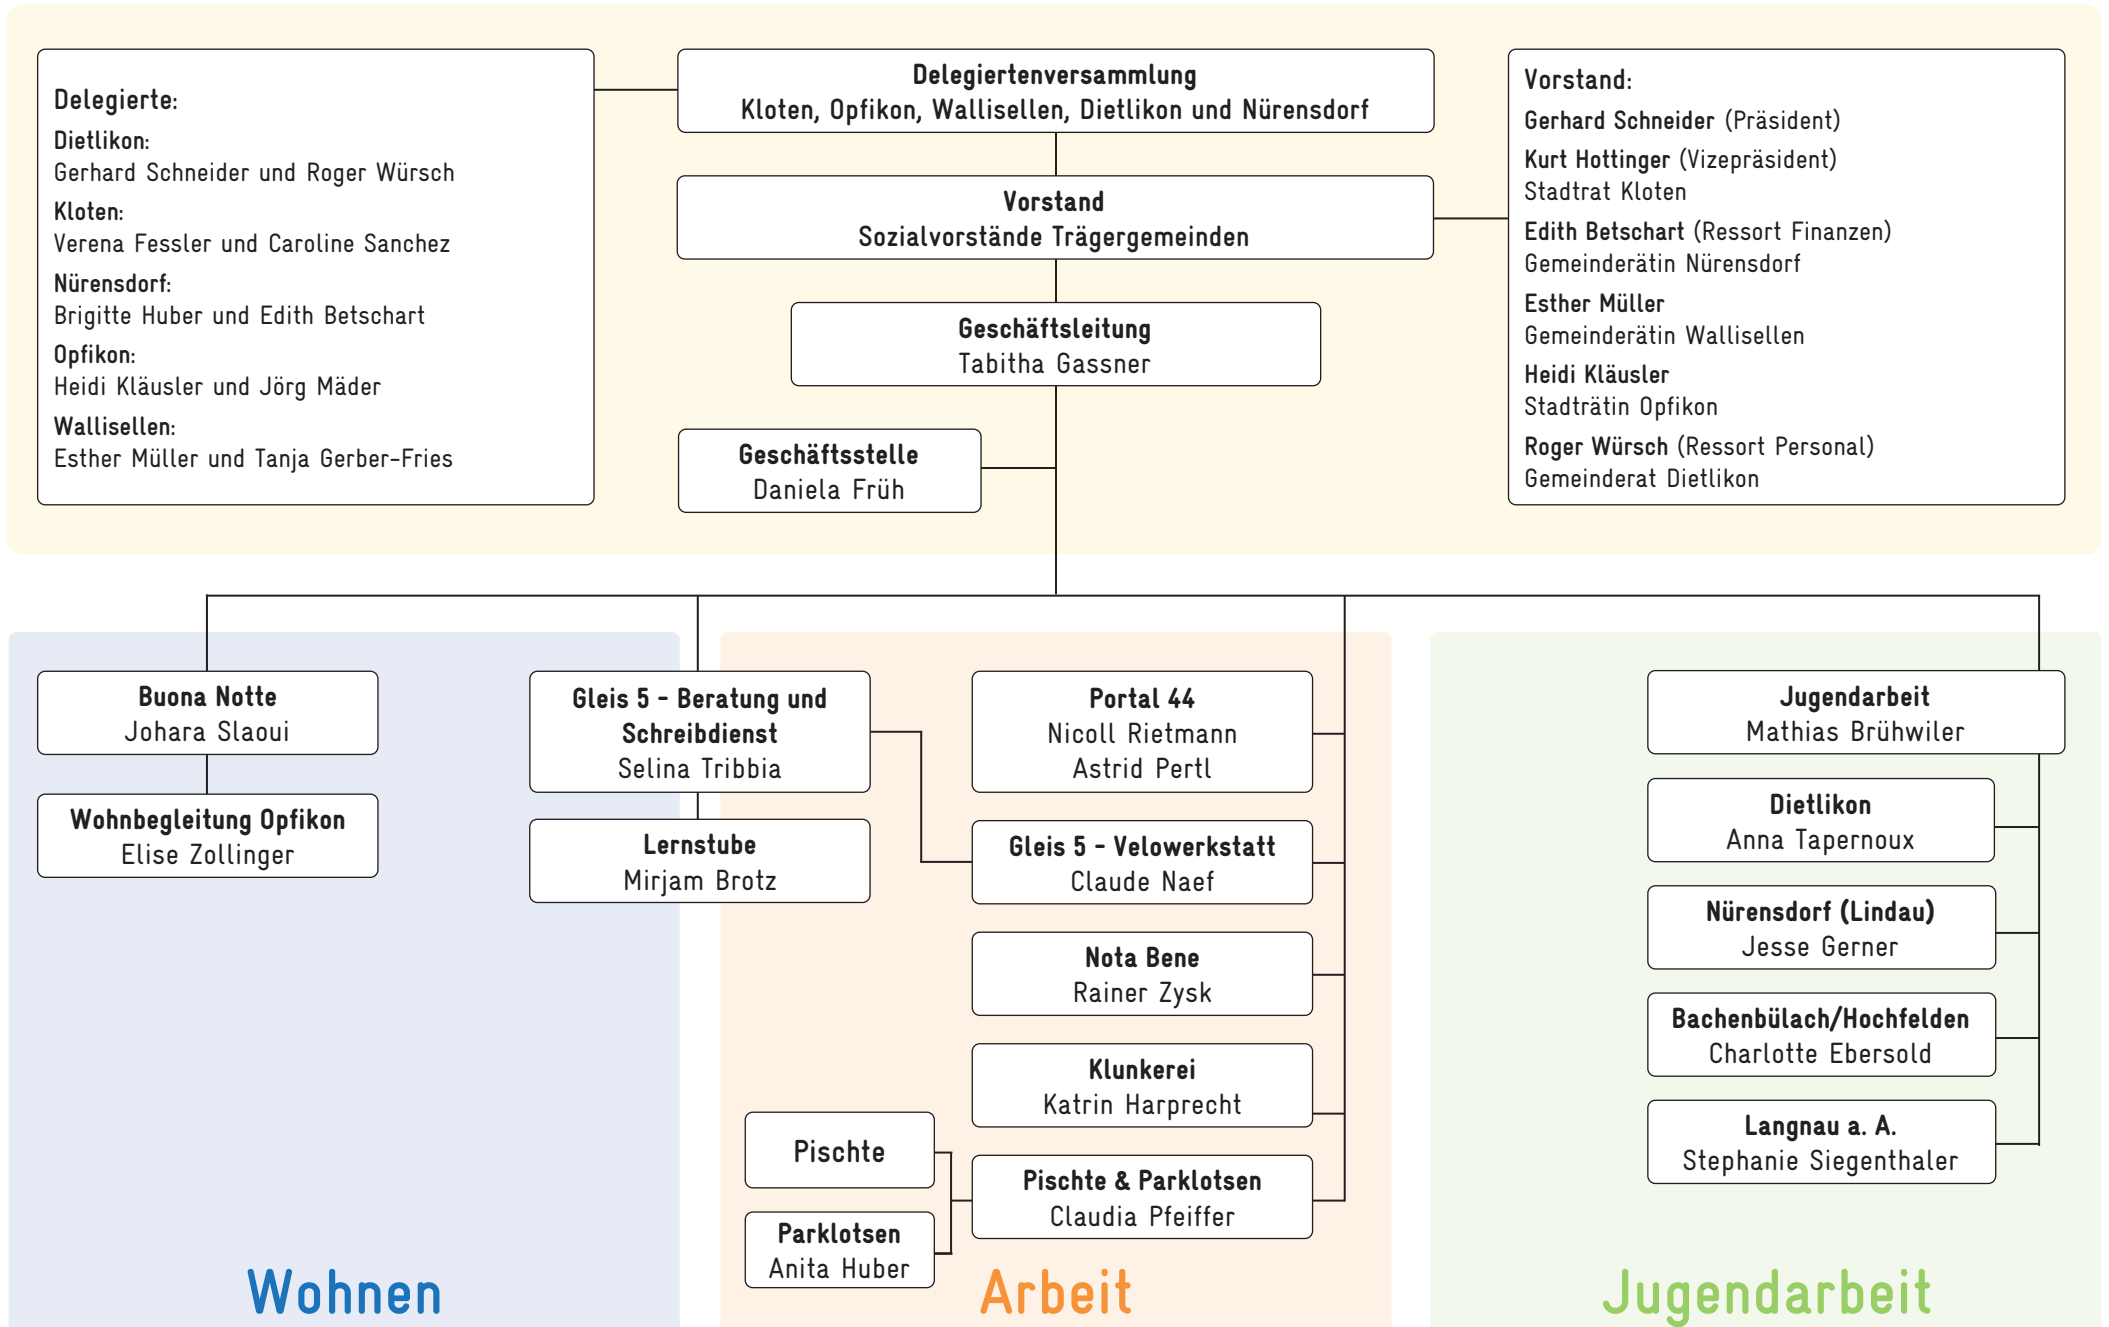 Delegierte:
Dietlikon:
Gerhard Schneider und Roger Würsch
Kloten:
Verena Fessler und Caroline Sanchez
Nürensdorf:
Brigitte Huber und Edith Betschart
Opfikon:
Heidi Kläusler und Jörg Mäder
Wallisellen:
Esther Müller und Tanja Gerber-Fries
Delegiertenversammlung
Kloten, Opfikon, Wallisellen, Dietlikon und Nürensdorf
Vorstand
Sozialvorstände Trägergemeinden
Geschäftsleitung
Tabitha Gassner
Geschäftsstelle
Daniela Früh
Vorstand:
Gerhard Schneider (Präsident)
Kurt Hottinger (Vizepräsident)
Stadtrat Kloten
Edith Betschart (Ressort Finanzen)
Gemeinderätin Nürensdorf
Esther Müller
Gemeinderätin Wallisellen
Heidi Kläusler
Stadträtin Opfikon
Roger Würsch (Ressort Personal)
Gemeinderat Dietlikon
Buona Notte
Johara Slaoui
Wohnbegleitung Opfikon
Elise Zollinger
Gleis 5 - Beratung und
Schreibdienst
Selina Tribbia
Lernstube
Mirjam Brotz
Wohnen
Portal 44
Nicoll Rietmann
Astrid Pertl
Gleis 5 - Velowerkstatt
Claude Naef
Nota Bene
Rainer Zysk
Klunkerei
Katrin Harprecht
Pischte & Parklotsen
Claudia Pfeiffer
Pischte
Parklotsen
Anita Huber
Arbeit
Jugendarbeit
Mathias Brühwiler
Dietlikon
Anna Tapernoux
Nürensdorf (Lindau)
Jesse Gerner
Bachenbülach/Hochfelden
Charlotte Ebersold
Langnau a. A.
Stephanie Siegenthaler
Jugendarbeit